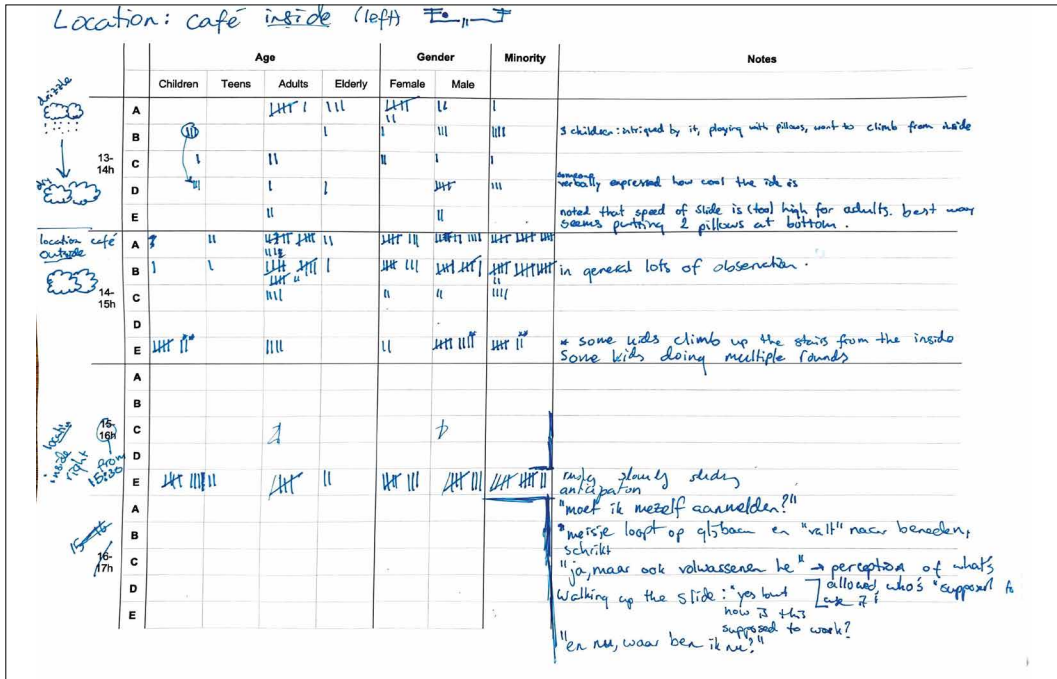 Location: café inside (left)
Age Gender Minority Notes
Children Teens Adults Elderly Female Male
drizzle
A
B 3 children: intrigued by it, playing with pillows, want to climb from inside
13-14h C
dry D someone verbally expressed how cool the ide is
E noted that speed of slide is (too) high for adults. best way
seems putting 2 pillows at bottom.
location café outside A
B in general lots of observation.
14-15h C
D
E * some kids climb up the stairs from the inside
Some kids doing multiple rounds
A
B
15-16h C
from 15:30
inside right
D
E slowly
A "moet ik mezelf aanmelden?"
B *meisje loopt op glijbaan en "valt" naar beneden,
schrikt
16-17h C "ja, maar ook volwassenen he" → perception of what's
allowed, who's "supposed to
D walking up the slide: "yes but
how is this
E supposed to work?
"en nu, waar ben ik nu?"